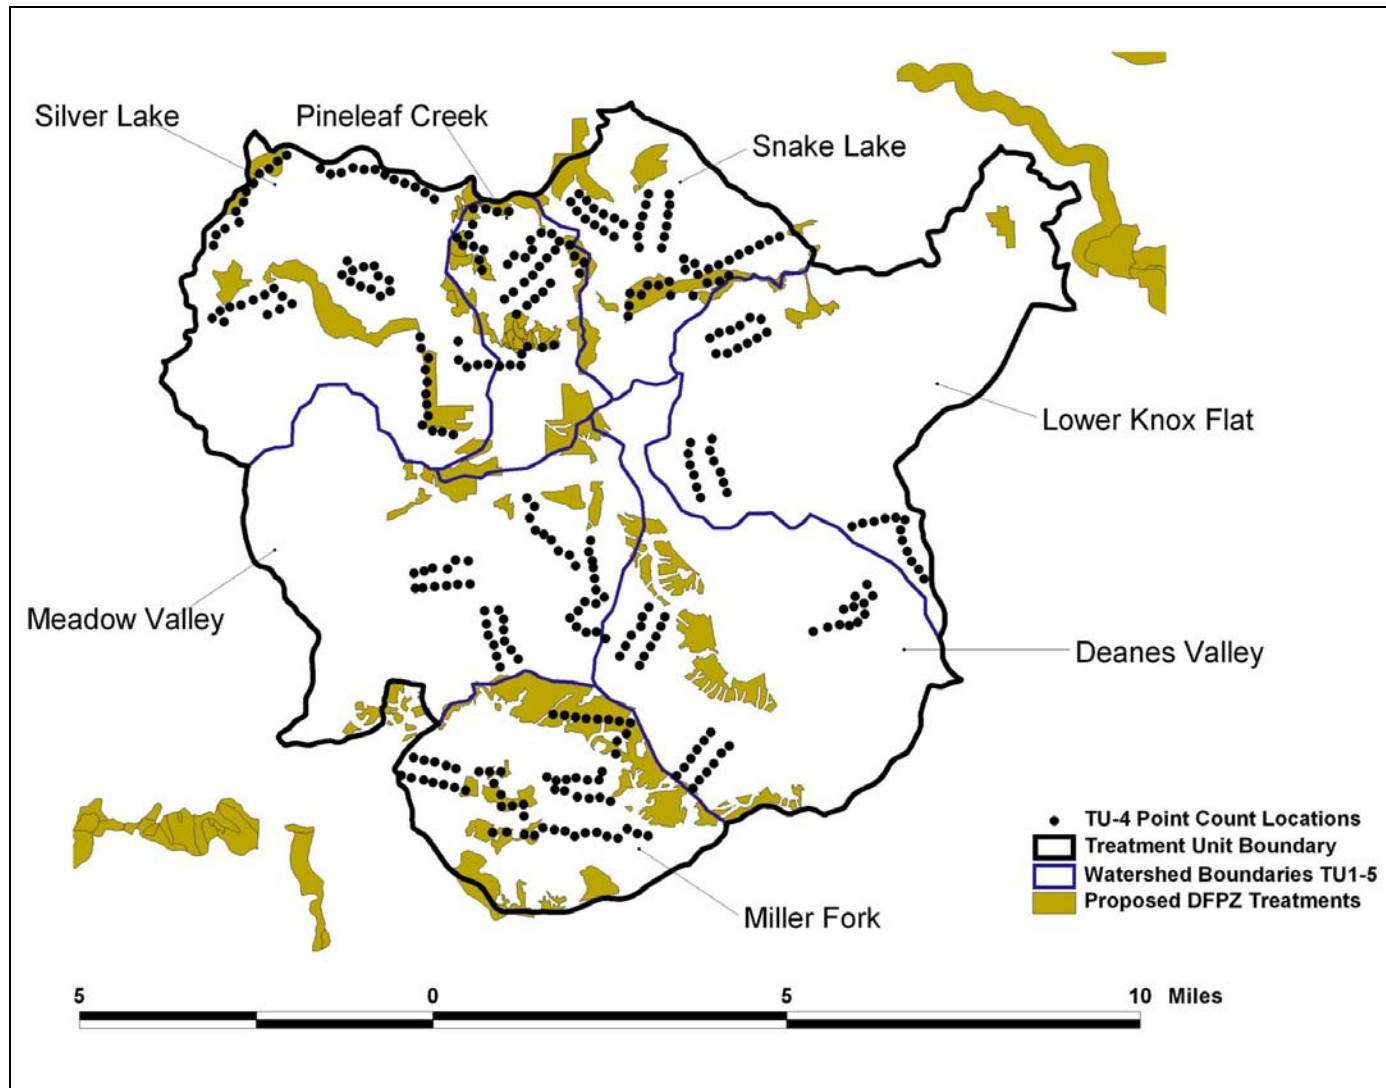 Silver Lake
Pineleaf Creek
Snake Lake
Lower Knox Flat
Meadow Valley
Deanes Valley
Miller Fork
TU-4 Point Count Locations
Treatment Unit Boundary
Watershed Boundaries TU1-5
Proposed DFPZ Treatments
5 0 5 10 Miles